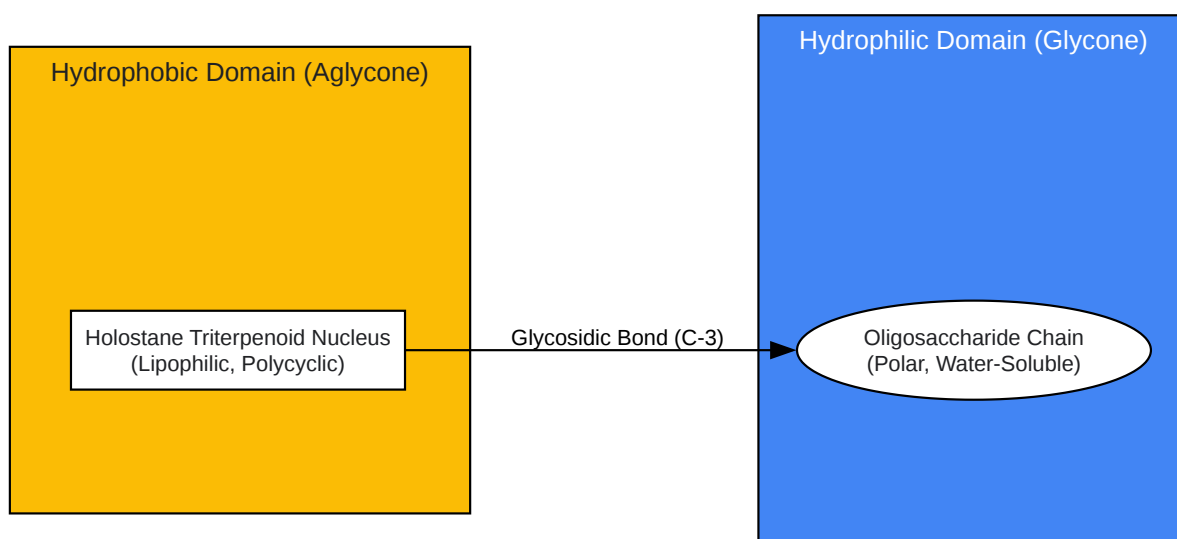 Hydrophobic Domain (Aglycone)
Hydrophilic Domain (Glycone)
Holostane Triterpenoid Nucleus
(Lipophilic, Polycyclic)
Glycosidic Bond (C-3)
Oligosaccharide Chain
(Polar, Water-Soluble)